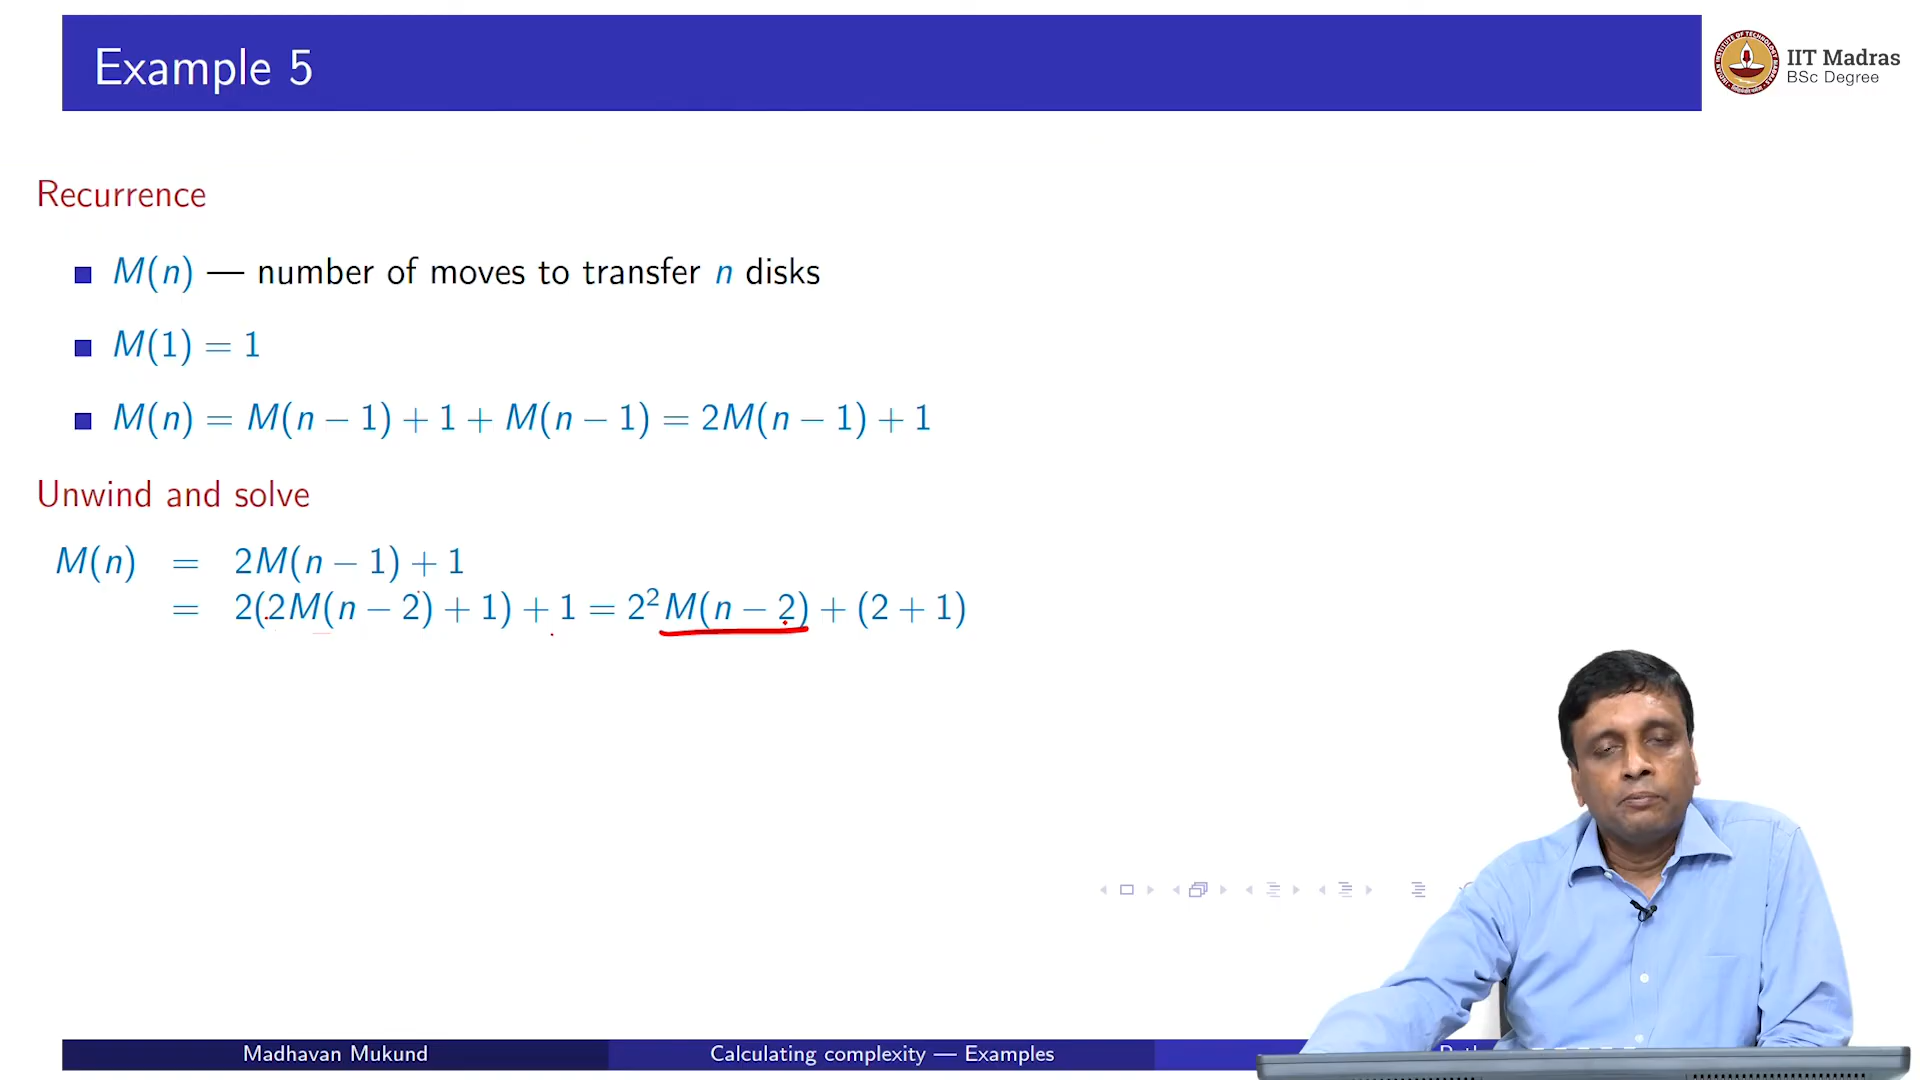 Example 5
IIT Madras
BSc Degree
Recurrence
M(n) — number of moves to transfer n disks
M(1) = 1
M(n) = M(n − 1) + 1 + M(n − 1) = 2M(n − 1) + 1
Unwind and solve
M(n) = 2M(n − 1) + 1
= 2(2M(n − 2) + 1) + 1 = 2²M(n − 2) + (2 + 1)
Madhavan Mukund
Calculating complexity — Examples